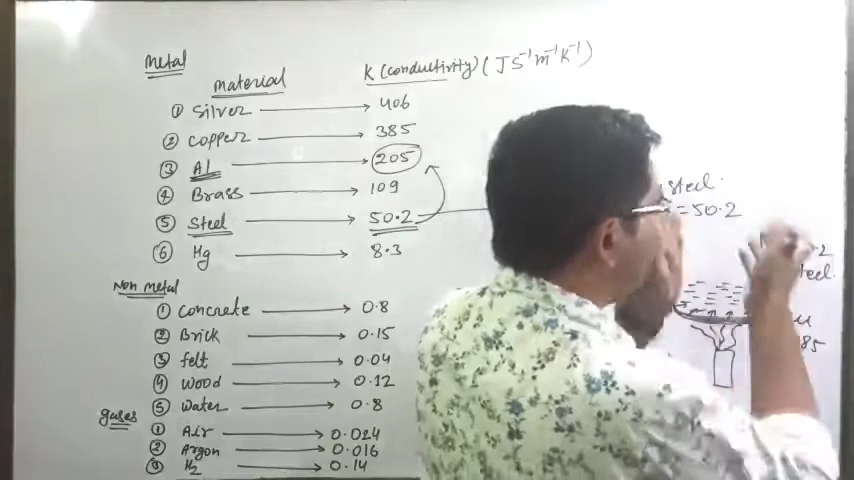 Metal
Material K (conductivity) (J S⁻¹ m⁻¹ K⁻¹)
① Silver → 406
② Copper → 385
③ Al → 205
④ Brass → 109
⑤ Steel → 50.2
⑥ Hg → 8.3
Non Metal
① Concrete → 0.8
② Brick → 0.15
③ felt → 0.04
④ wood → 0.12
⑤ Water → 0.8
gases
① Air → 0.024
② Argon → 0.016
③ H₂ → 0.14
steel.
= 50.2